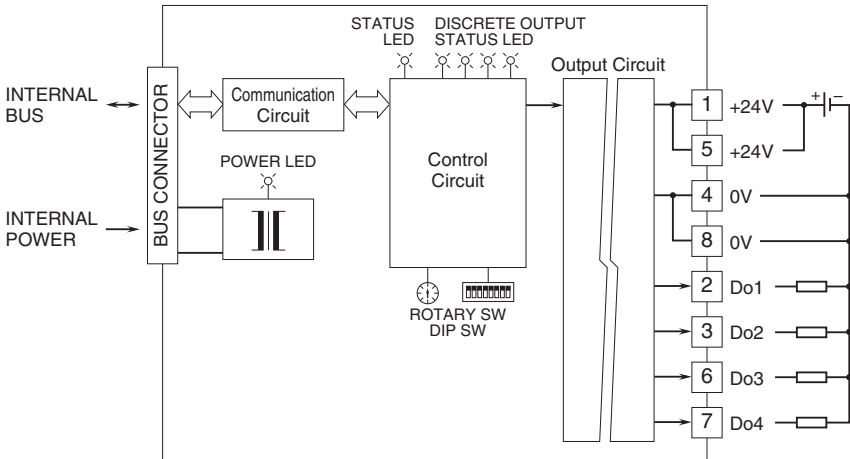 STATUS
LED
DISCRETE OUTPUT
STATUS LED
Output Circuit
INTERNAL
BUS
BUS CONNECTOR
Communication
Circuit
Control
Circuit
POWER LED
INTERNAL
POWER
ROTARY SW
DIP SW
1 +24V + −
5 +24V
4 0V
8 0V
2 Do1
3 Do2
6 Do3
7 Do4